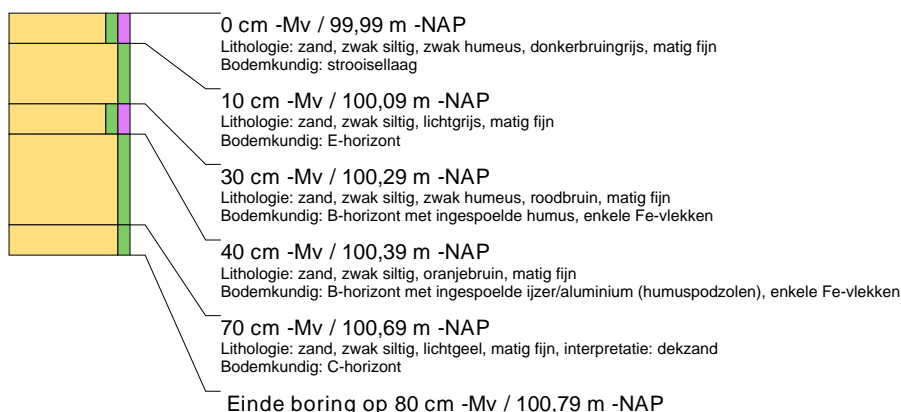 0 cm -Mv / 99,99 m -NAP
Lithologie: zand, zwak siltig, zwak humeus, donkerbruingrijs, matig fijn
Bodemkundig: strooisellaag
10 cm -Mv / 100,09 m -NAP
Lithologie: zand, zwak siltig, lichtgrijs, matig fijn
Bodemkundig: E-horizont
30 cm -Mv / 100,29 m -NAP
Lithologie: zand, zwak siltig, zwak humeus, roodbruin, matig fijn
Bodemkundig: B-horizont met ingespoelde humus, enkele Fe-vlekken
40 cm -Mv / 100,39 m -NAP
Lithologie: zand, zwak siltig, oranjebruin, matig fijn
Bodemkundig: B-horizont met ingespoelde ijzer/aluminium (humuspodzolen), enkele Fe-vlekken
70 cm -Mv / 100,69 m -NAP
Lithologie: zand, zwak siltig, lichtgeel, matig fijn, interpretatie: dekzand
Bodemkundig: C-horizont
Einde boring op 80 cm -Mv / 100,79 m -NAP